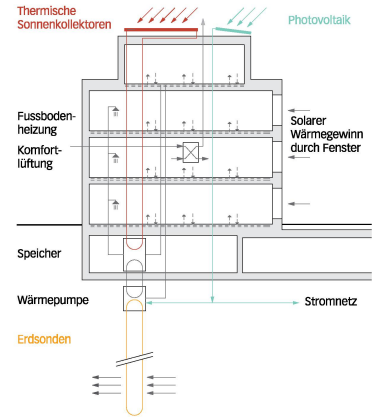 Thermische
Sonnenkollektoren
Photovoltaik
Fussboden-
heizung
Komfort-
lüftung
Solarer
Wärmegewinn
durch Fenster
Speicher
Wärmepumpe
Stromnetz
Erdsonden